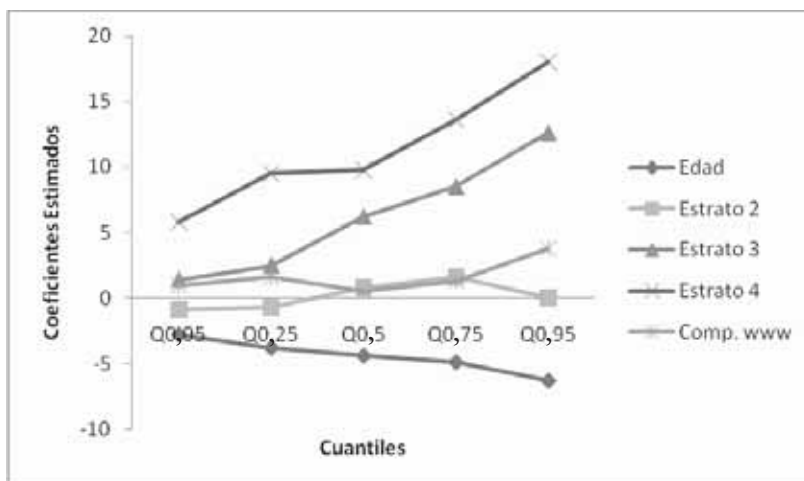 20
15
10
5
0
-5
-10
Coeficientes Estimados
Q0,05 Q0,25 Q0,5 Q0,75 Q0,95
Cuantiles
Edad
Estrato 2
Estrato 3
Estrato 4
Comp. www